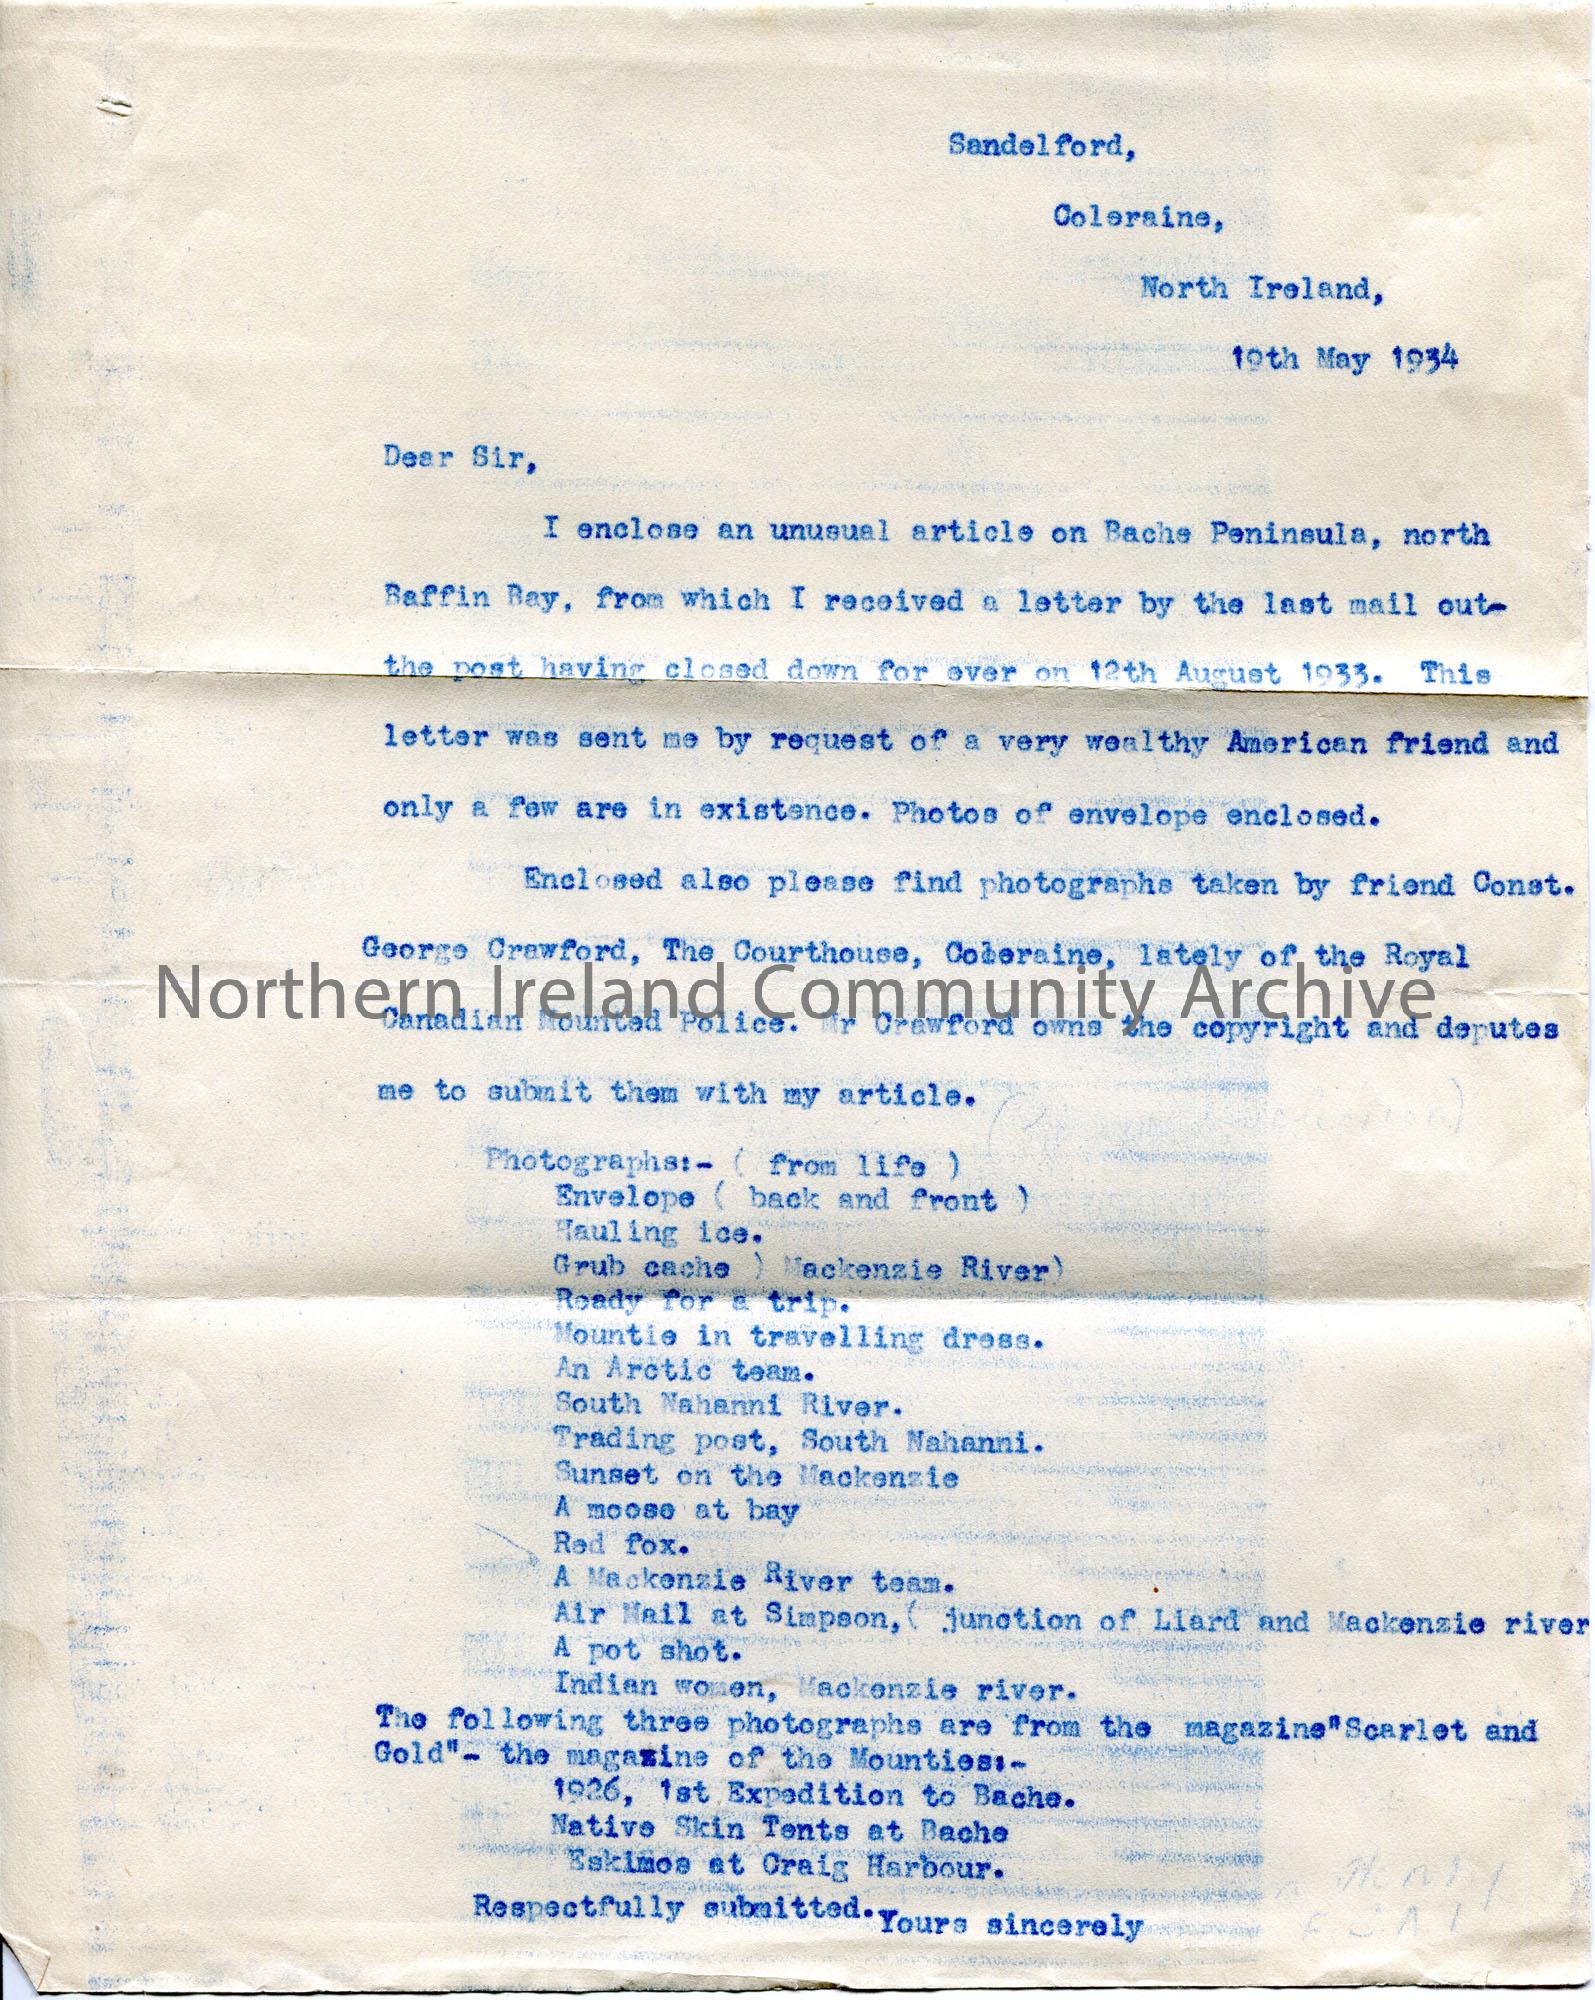 Sandelford,
Coleraine,
North Ireland,
19th May 1934
Dear Sir,
I enclose an unusual article on Bache Peninsula, north
Baffin Bay, from which I received a letter by the last mail out-
the post having closed down for ever on 12th August 1933. This
letter was sent me by request of a very wealthy American friend and
only a few are in existence. Photos of envelope enclosed.
Enclosed also please find photographs taken by friend Const.
George Crawford, The Courthouse, Coleraine, lately of the Royal
Northern Ireland Community Archive
Canadian Mounted Police. Mr Crawford owns the copyright and deputes
me to submit them with my article.
Photographs:- ( from life )
Envelope ( back and front )
Hauling ice.
Grub cache ) Mackenzie River)
Ready for a trip.
Mountie in travelling dress.
An Arctic team.
South Nahanni River.
Trading post, South Nahanni.
Sunset on the Mackenzie
A moose at bay
Red fox.
A Mackenzie River team.
Air Mail at Simpson,( junction of Liard and Mackenzie river
A pot shot.
Indian women, Mackenzie river.
The following three photographs are from the magazine"Scarlet and
Gold"- the magazine of the Mounties:-
1926, 1st Expedition to Bache.
Native Skin Tents at Bache
Eskimos at Craig Harbour.
Respectfully submitted.
Yours sincerely